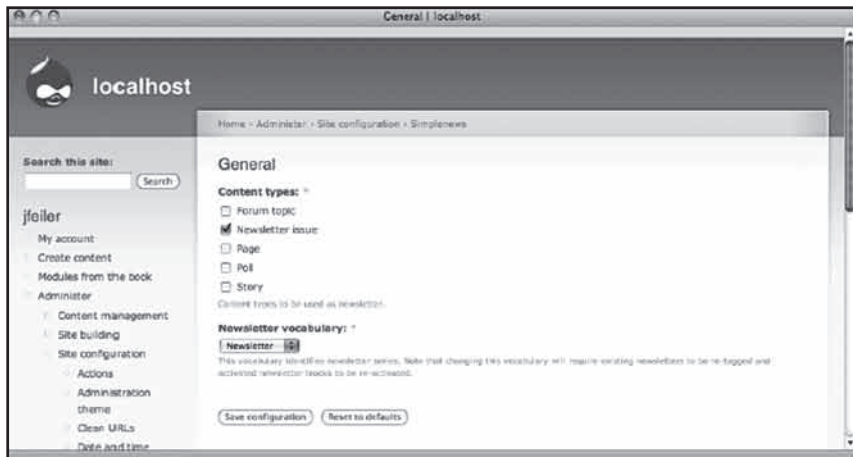 General | localhost
localhost
Home › Administer › Site configuration › Simplenews
Search this site:
Search
jfeiler
My account
Create content
Modules from the book
Administer
Content management
Site building
Site configuration
Actions
Administration
theme
Clean URLs
Date and time
General
Content types: *
Forum topic
Newsletter issue
Page
Poll
Story
Content types to be used as newsletter.
Newsletter vocabulary: *
Newsletter
This vocabulary identifies newsletter series. Note that changing this vocabulary will require existing newsletters to be re-tagged and
activated newsletter blocks to be re-activated.
Save configuration
Reset to defaults